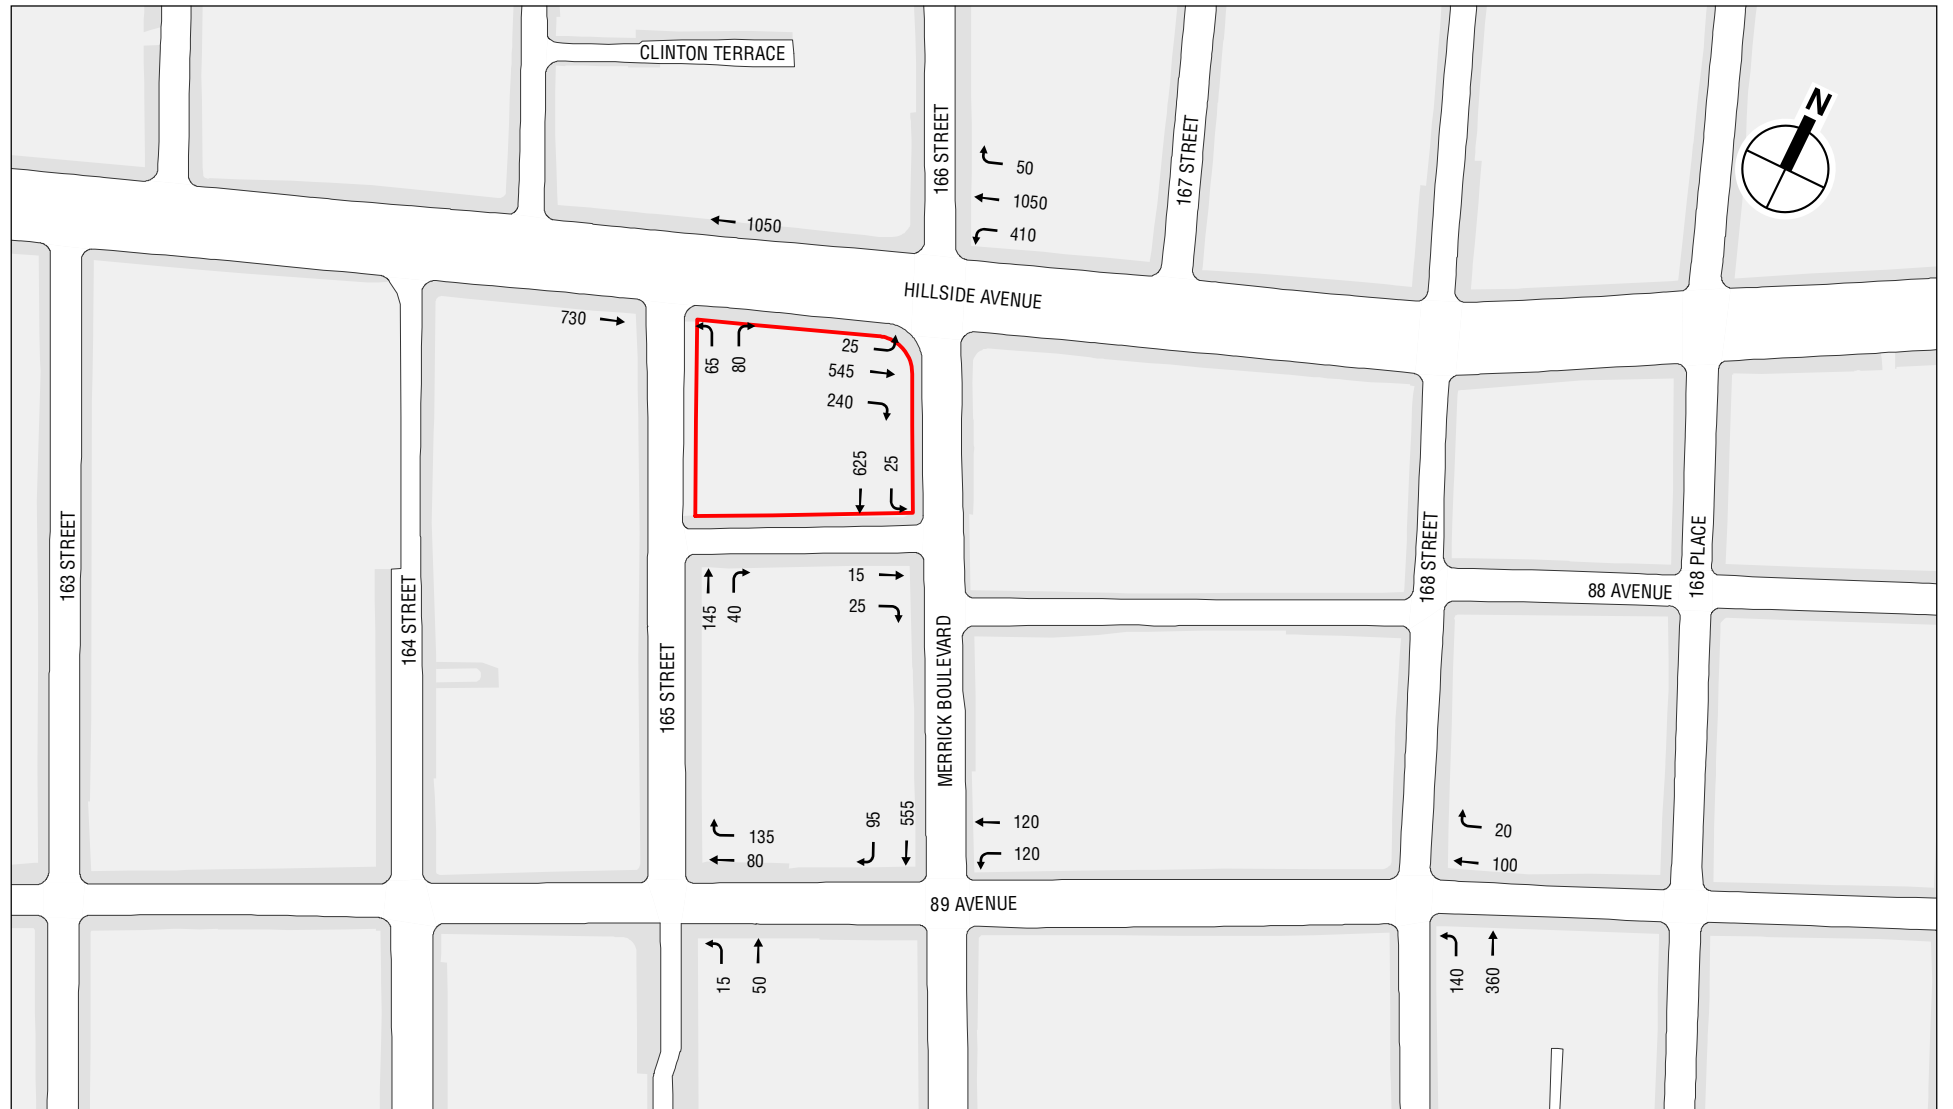 CLINTON TERRACE
N
166 STREET
167 STREET
50
1050
410
1050
HILLSIDE AVENUE
730
65
80
25
545
240
625
25
163 STREET
164 STREET
165 STREET
145
40
15
25
MERRICK BOULEVARD
168 STREET
88 AVENUE
168 PLACE
135
80
95
555
120
120
20
100
89 AVENUE
15
50
140
360